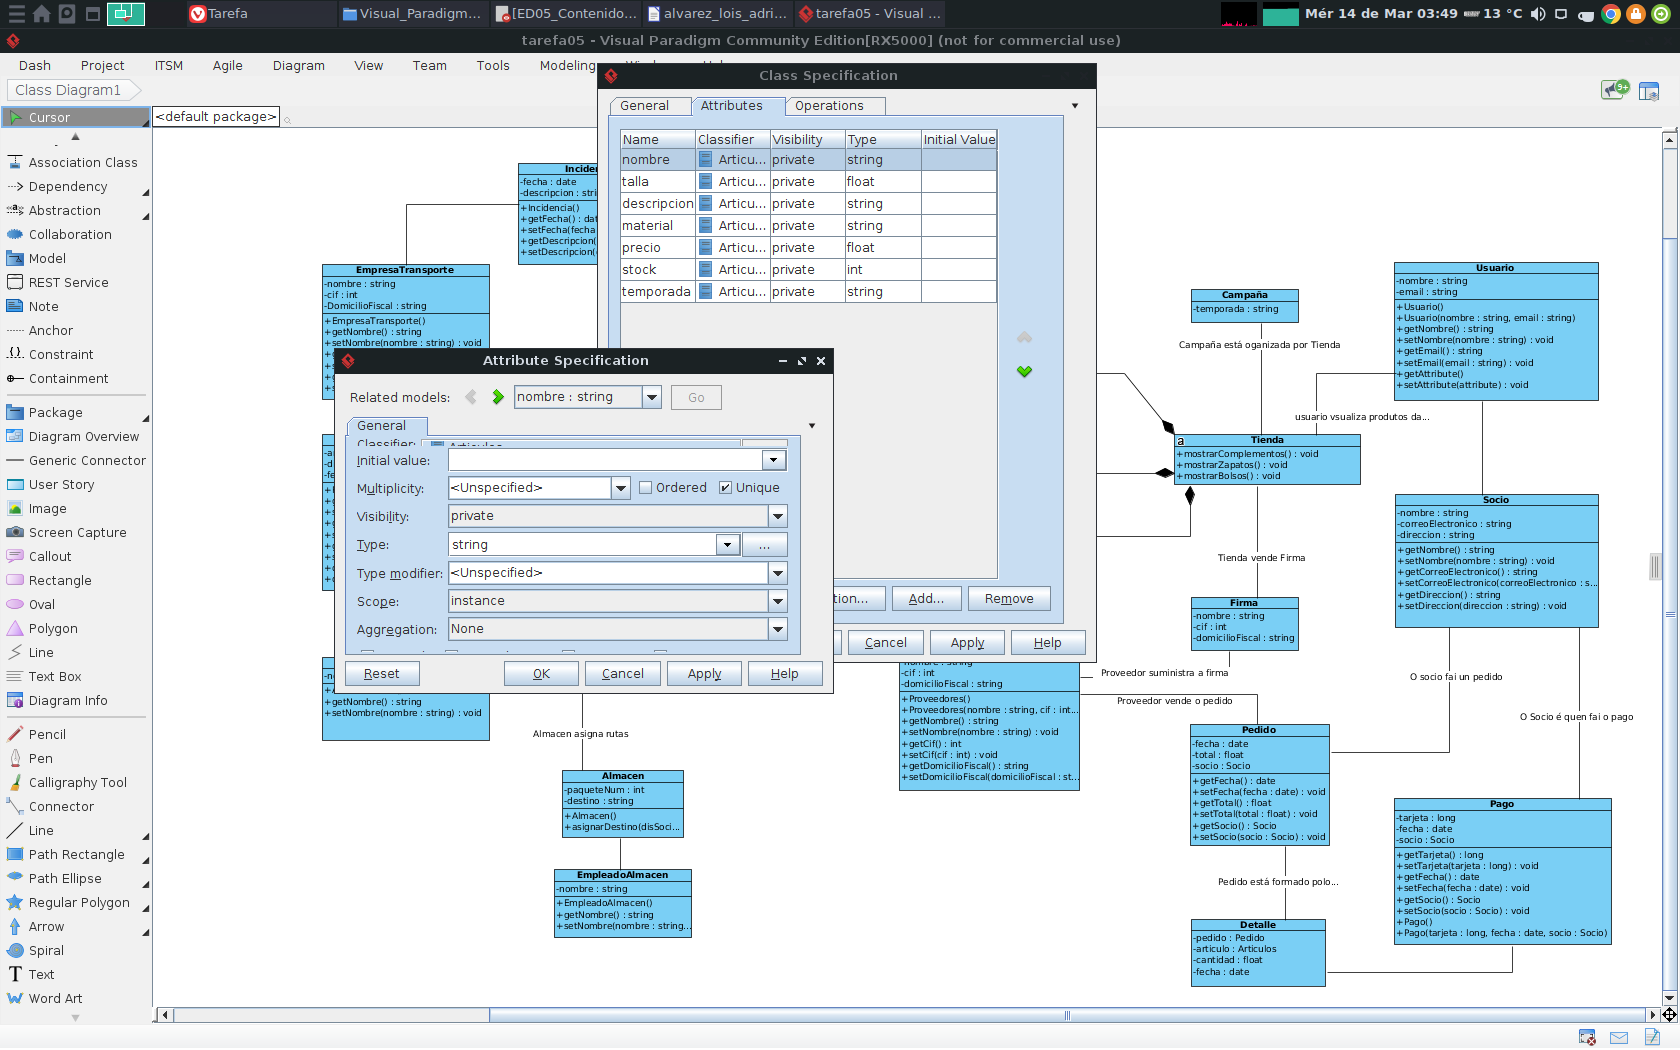 Tarefa
Visual_Paradigm...
[ED05_Contenido...
alvarez_lois_adri...
tarefa05 - Visual ...
Mér 14 de Mar 03:49
13 °C
tarefa05 - Visual Paradigm Community Edition[RX5000] (not for commercial use)
Dash
Project
ITSM
Agile
Diagram
View
Team
Tools
Modeling
Class Diagram1
9+
Cursor
<default package>
Association Class
Dependency
Abstraction
Collaboration
Model
REST Service
Note
Anchor
Constraint
Containment
Package
Diagram Overview
Generic Connector
User Story
Image
Screen Capture
Callout
Rectangle
Oval
Polygon
Line
Text Box
Diagram Info
Pencil
Pen
Calligraphy Tool
Connector
Line
Path Rectangle
Path Ellipse
Regular Polygon
Arrow
Spiral
Text
Word Art
Class Specification
General
Attributes
Operations
Name Classifier Visibility Type Initial Value
nombre Articu... private string
talla Articu... private float
descripcion Articu... private string
material Articu... private string
precio Articu... private float
stock Articu... private int
temporada Articu... private string
tion...
Add...
Remove
Cancel
Apply
Help
Attribute Specification
Related models:
nombre : string
Go
General
Classifier:
Initial value:
Multiplicity: <Unspecified> Ordered Unique
Visibility: private
Type: string ...
Type modifier: <Unspecified>
Scope: instance
Aggregation: None
Reset
OK
Cancel
Apply
Help
Inciden
-fecha : date
-descripcion : stri
+Incidencia()
+getFecha() : dat
+setFecha(fecha
+getDescripcion(
+setDescripcion(
EmpresaTransporte
-nombre : string
-cif : int
-DomicilioFiscal : string
+EmpresaTransporte()
+getNombre() : string
+setNombre(nombre : string) : void
+getNombre() : string
+setNombre(nombre : string) : void
Almacen asigna rutas
Almacen
-paqueteNum : int
-destino : string
+Almacen()
+asignarDestino(disSoci...
EmpleadoAlmacen
-nombre : string
+EmpleadoAlmacen()
+getNombre() : string
+setNombre(nombre : string...
-nombre : string
-cif : int
-domicilioFiscal : string
+Proveedores()
+Proveedores(nombre : string, cif : int...
+getNombre() : string
+setNombre(nombre : string) : void
+getCif() : int
+setCif(cif : int) : void
+getDomicilioFiscal() : string
+setDomicilioFiscal(domicilioFiscal : st...
Campaña
-temporada : string
Campaña está oganizada por Tienda
Usuario
-nombre : string
-email : string
+Usuario()
+Usuario(nombre : string, email : string)
+getNombre() : string
+setNombre(nombre : string) : void
+getEmail() : string
+setEmail(email : string) : void
+getAttribute()
+setAttribute(attribute) : void
usuario vsualiza produtos da...
a Tienda
+mostrarComplementos() : void
+mostrarZapatos() : void
+mostrarBolsos() : void
Tienda vende Firma
Firma
-nombre : string
-cif : int
-domicilioFiscal : string
Proveedor suministra a firma
Proveedor vende o pedido
Socio
-nombre : string
-correoElectronico : string
-direccion : string
+getNombre() : string
+setNombre(nombre : string) : void
+getCorreoElectronico() : string
+setCorreoElectronico(correoElectronico : s...
+getDireccion() : string
+setDireccion(direccion : string) : void
O socio fai un pedido
O Socio é quen fai o pago
Pedido
-fecha : date
-total : float
-socio : Socio
+getFecha() : date
+setFecha(fecha : date) : void
+getTotal() : float
+setTotal(total : float) : void
+getSocio() : Socio
+setSocio(socio : Socio) : void
Pedido está formado polo...
Detalle
-pedido : Pedido
-articulo : Articulos
-cantidad : float
-fecha : date
Pago
-tarjeta : long
-fecha : date
-socio : Socio
+getTarjeta() : long
+setTarjeta(tarjeta : long) : void
+getFecha() : date
+setFecha(fecha : date) : void
+getSocio() : Socio
+setSocio(socio : Socio) : void
+Pago()
+Pago(tarjeta : long, fecha : date, socio : Socio)